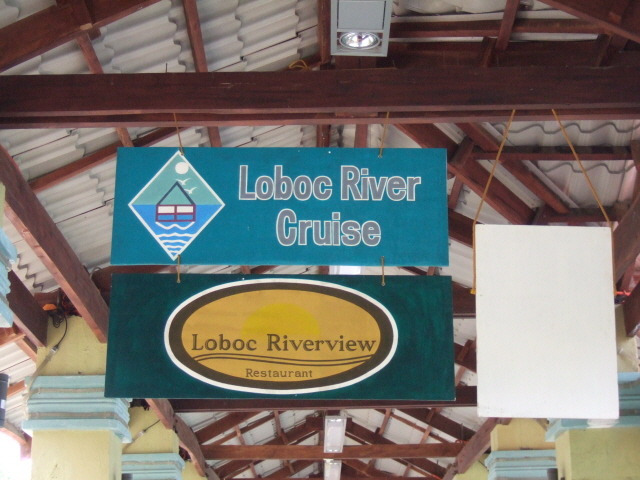 Loboc River
Cruise
Loboc Riverview
Restaurant